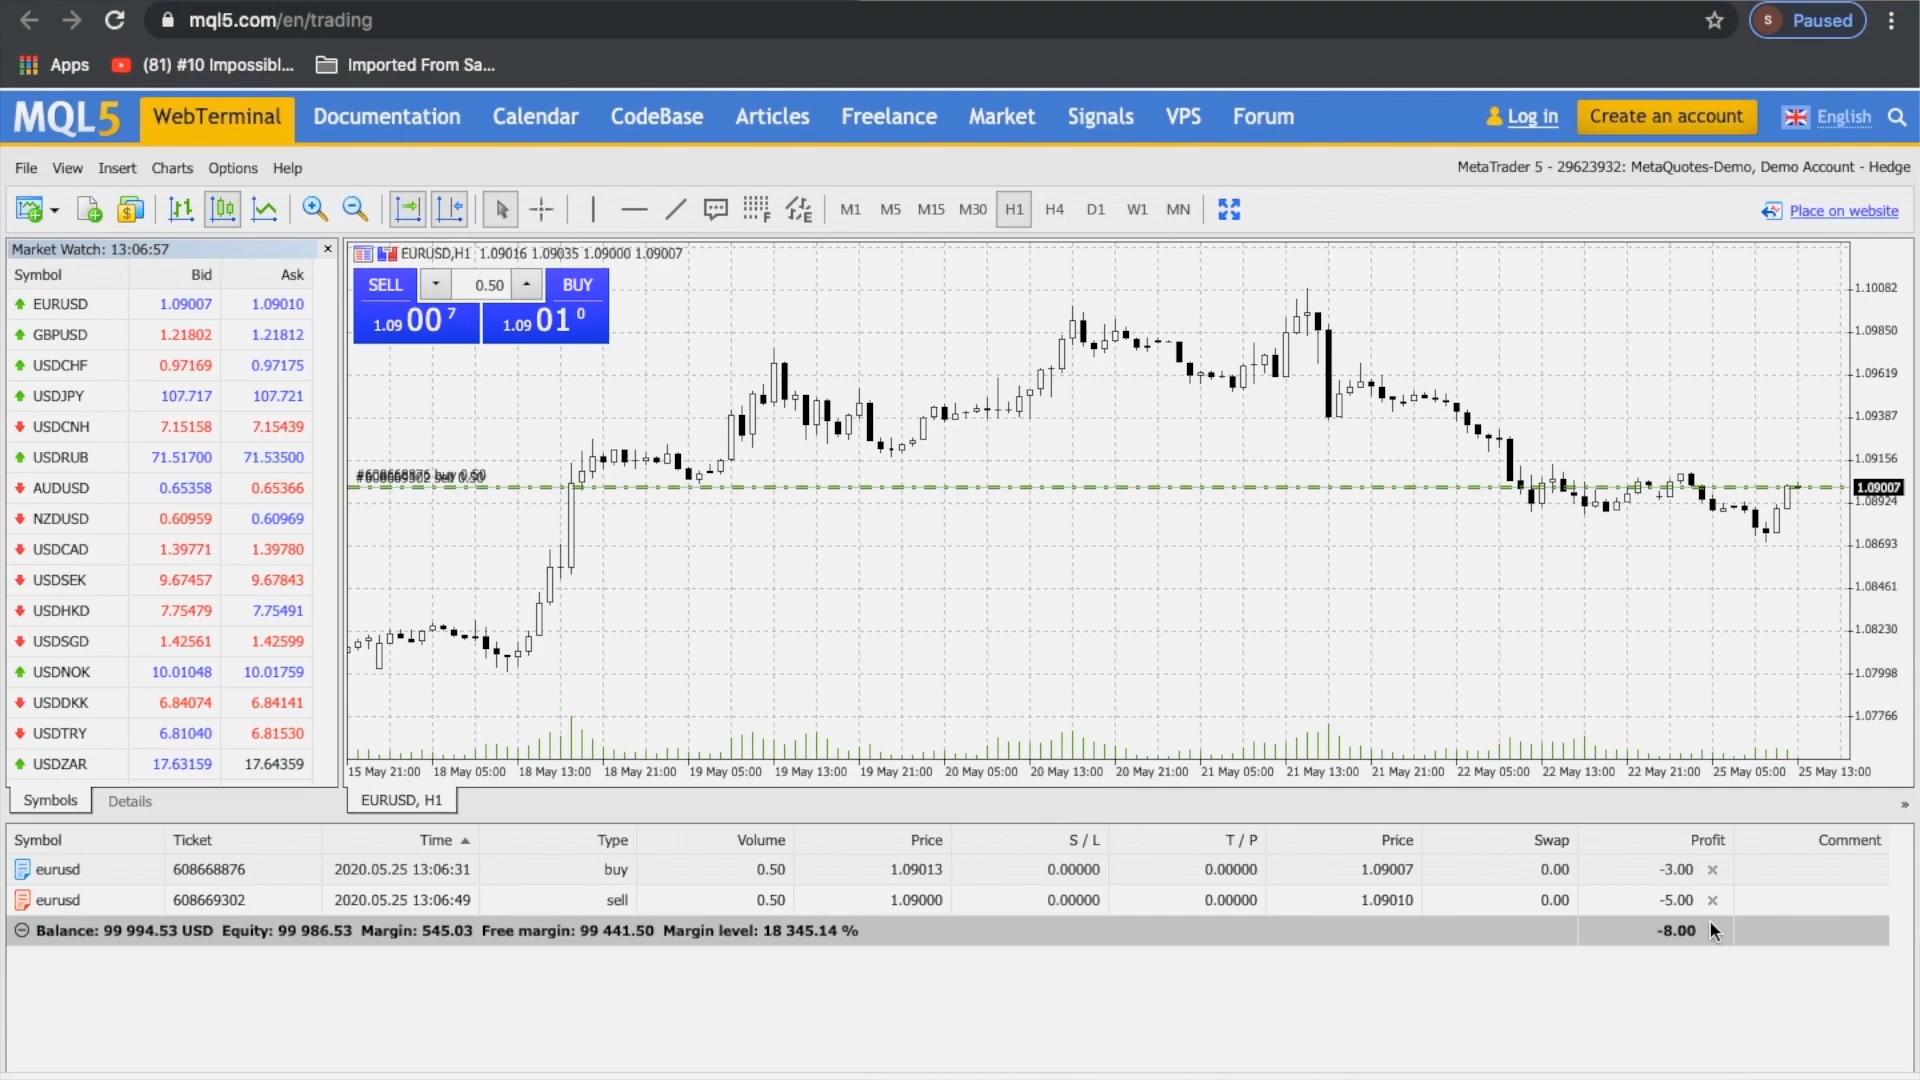 mql5.com/en/trading
S Paused
Apps (81) #10 Impossibl... Imported From Sa...
MQL5 WebTerminal Documentation Calendar CodeBase Articles Freelance Market Signals VPS Forum Log in Create an account English
File View Insert Charts Options Help MetaTrader 5 - 29623932: MetaQuotes-Demo, Demo Account - Hedge
M1 M5 M15 M30 H1 H4 D1 W1 MN Place on website
Market Watch: 13:06:57
Symbol Bid Ask
EURUSD 1.09007 1.09010
GBPUSD 1.21802 1.21812
USDCHF 0.97169 0.97175
USDJPY 107.717 107.721
USDCNH 7.15158 7.15439
USDRUB 71.51700 71.53500
AUDUSD 0.65358 0.65366
NZDUSD 0.60959 0.60969
USDCAD 1.39771 1.39780
USDSEK 9.67457 9.67843
USDHKD 7.75479 7.75491
USDSGD 1.42561 1.42599
USDNOK 10.01048 10.01759
USDDKK 6.84074 6.84141
USDTRY 6.81040 6.81530
USDZAR 17.63159 17.64359
Symbols Details
EURUSD,H1 1.09016 1.09035 1.09000 1.09007
SELL 0.50 BUY
1.09 00 7 1.09 01 0
1.10082
1.09850
1.09619
1.09387
1.09156
1.09007
1.08924
1.08693
1.08461
1.08230
1.07998
1.07766
15 May 21:00 18 May 05:00 18 May 13:00 18 May 21:00 19 May 05:00 19 May 13:00 19 May 21:00 20 May 05:00 20 May 13:00 20 May 21:00 21 May 05:00 21 May 13:00 21 May 21:00 22 May 05:00 22 May 13:00 22 May 21:00 25 May 05:00 25 May 13:00
EURUSD, H1
Symbol Ticket Time Type Volume Price S / L T / P Price Swap Profit Comment
eurusd 608668876 2020.05.25 13:06:31 buy 0.50 1.09013 0.00000 0.00000 1.09007 0.00 -3.00
eurusd 608669302 2020.05.25 13:06:49 sell 0.50 1.09000 0.00000 0.00000 1.09010 0.00 -5.00
Balance: 99 994.53 USD Equity: 99 986.53 Margin: 545.03 Free margin: 99 441.50 Margin level: 18 345.14 % -8.00